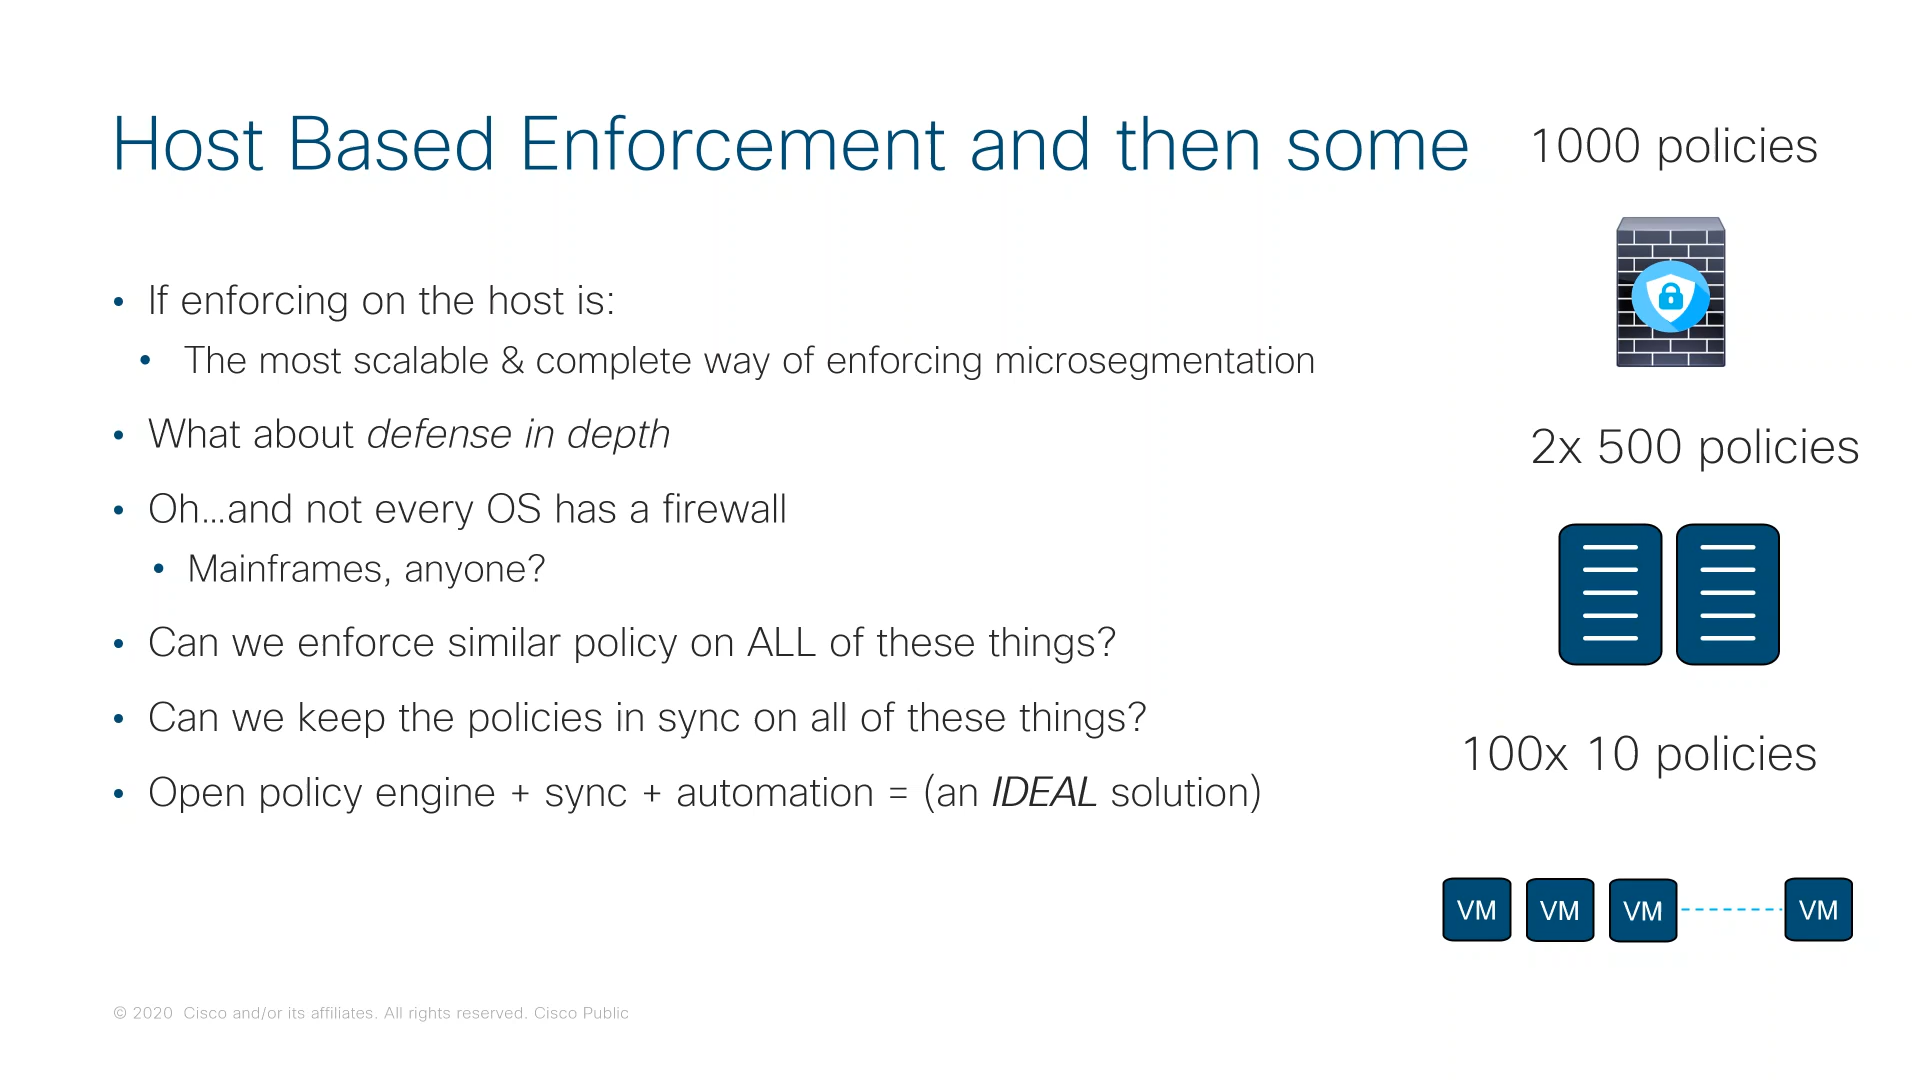 Host Based Enforcement and then some
• If enforcing on the host is:
• The most scalable & complete way of enforcing microsegmentation
• What about defense in depth
• Oh...and not every OS has a firewall
• Mainframes, anyone?
• Can we enforce similar policy on ALL of these things?
• Can we keep the policies in sync on all of these things?
• Open policy engine + sync + automation = (an IDEAL solution)
1000 policies
2x 500 policies
100x 10 policies
VM VM VM VM
© 2020 Cisco and/or its affiliates. All rights reserved. Cisco Public